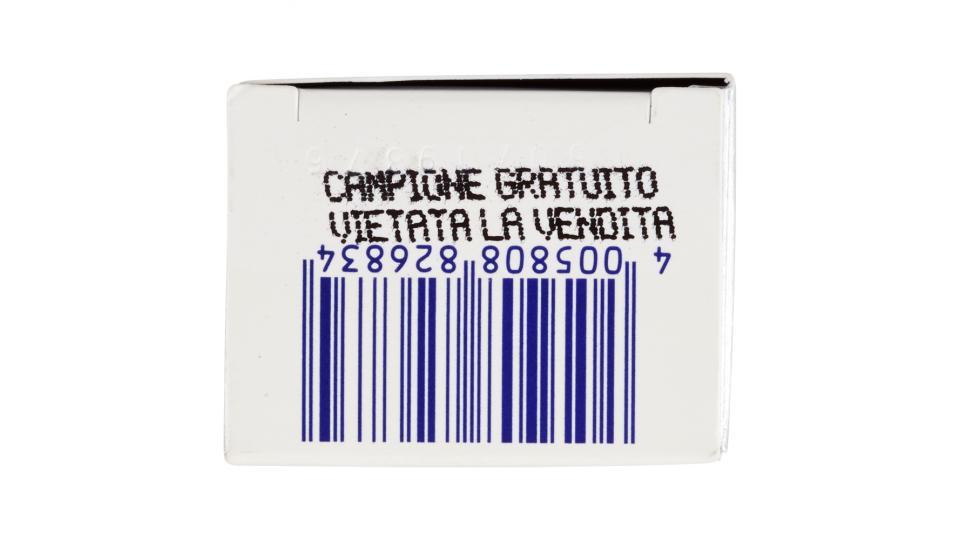 CAMPIONE GRATUITO
VIETATA LA VENDITA
4 005808 826834